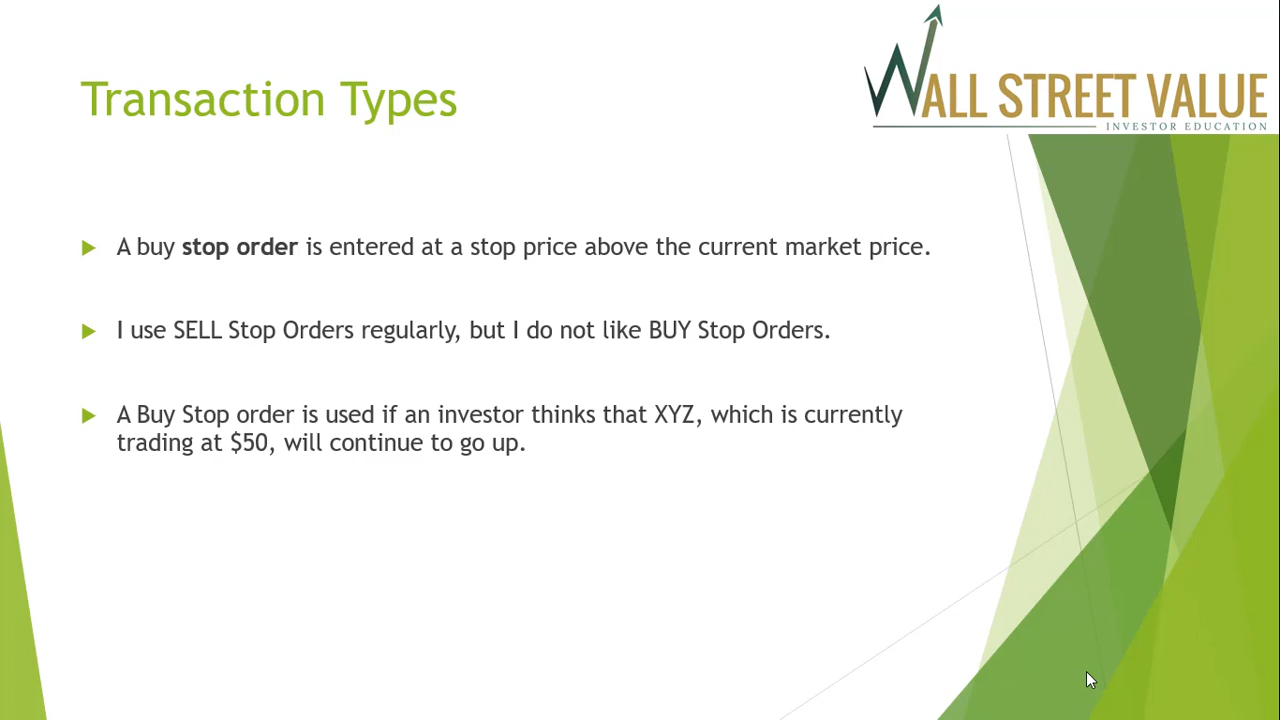 Transaction Types
WALL STREET VALUE
INVESTOR EDUCATION
A buy stop order is entered at a stop price above the current market price.
I use SELL Stop Orders regularly, but I do not like BUY Stop Orders.
A Buy Stop order is used if an investor thinks that XYZ, which is currently
trading at $50, will continue to go up.